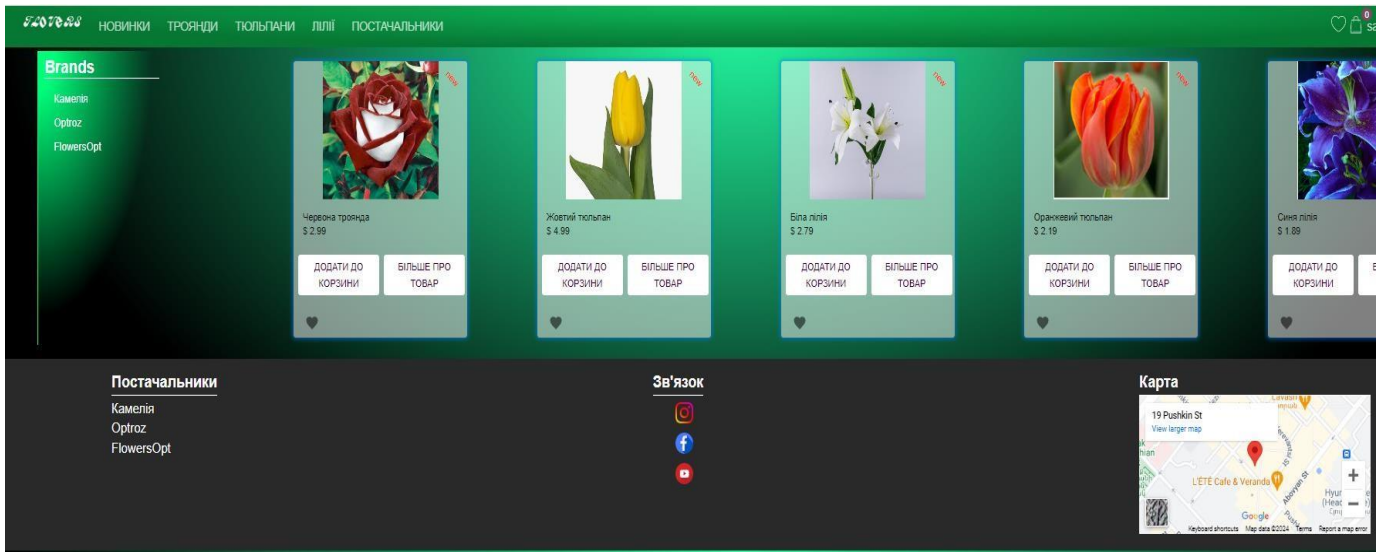 FLOWERS
НОВИНКИ ТРОЯНДИ ТЮЛЬПАНИ ЛІЛІЇ ПОСТАЧАЛЬНИКИ
0
Brands
Камелія
Optroz
FlowersOpt
new
Червона троянда
$ 2.99
ДОДАТИ ДО
КОРЗИНИ
БІЛЬШЕ ПРО
ТОВАР
new
Жовтий тюльпан
$ 4.99
ДОДАТИ ДО
КОРЗИНИ
БІЛЬШЕ ПРО
ТОВАР
new
Біла лілія
$ 2.79
ДОДАТИ ДО
КОРЗИНИ
БІЛЬШЕ ПРО
ТОВАР
new
Оранжевий тюльпан
$ 2.19
ДОДАТИ ДО
КОРЗИНИ
БІЛЬШЕ ПРО
ТОВАР
Синя лілія
$ 1.89
ДОДАТИ ДО
КОРЗИНИ
Постачальники
Камелія
Optroz
FlowersOpt
Зв'язок
Карта
19 Pushkin St
View larger map
L'ÉTÉ Cafe & Veranda
Abovyan St
Google
Keyboard shortcuts Map data ©2024 Terms Report a map error